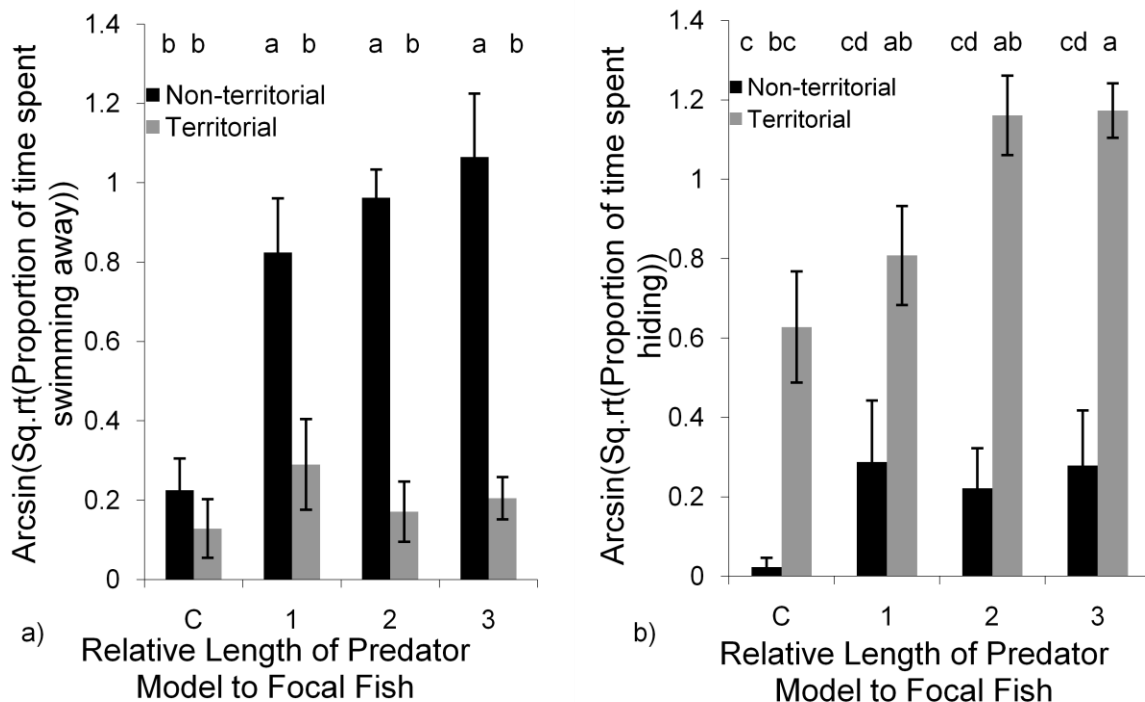 Arcsin(Sq.rt(Proportion of time spent
swimming away))
1.4
1.2
1
0.8
0.6
0.4
0.2
0
b b a b a b a b
Non-territorial
Territorial
C 1 2 3
a)
Relative Length of Predator
Model to Focal Fish
Arcsin(Sq.rt(Proportion of time spent
hiding))
1.4
1.2
1
0.8
0.6
0.4
0.2
0
c bc cd ab cd ab cd a
Non-territorial
Territorial
C 1 2 3
b)
Relative Length of Predator
Model to Focal Fish